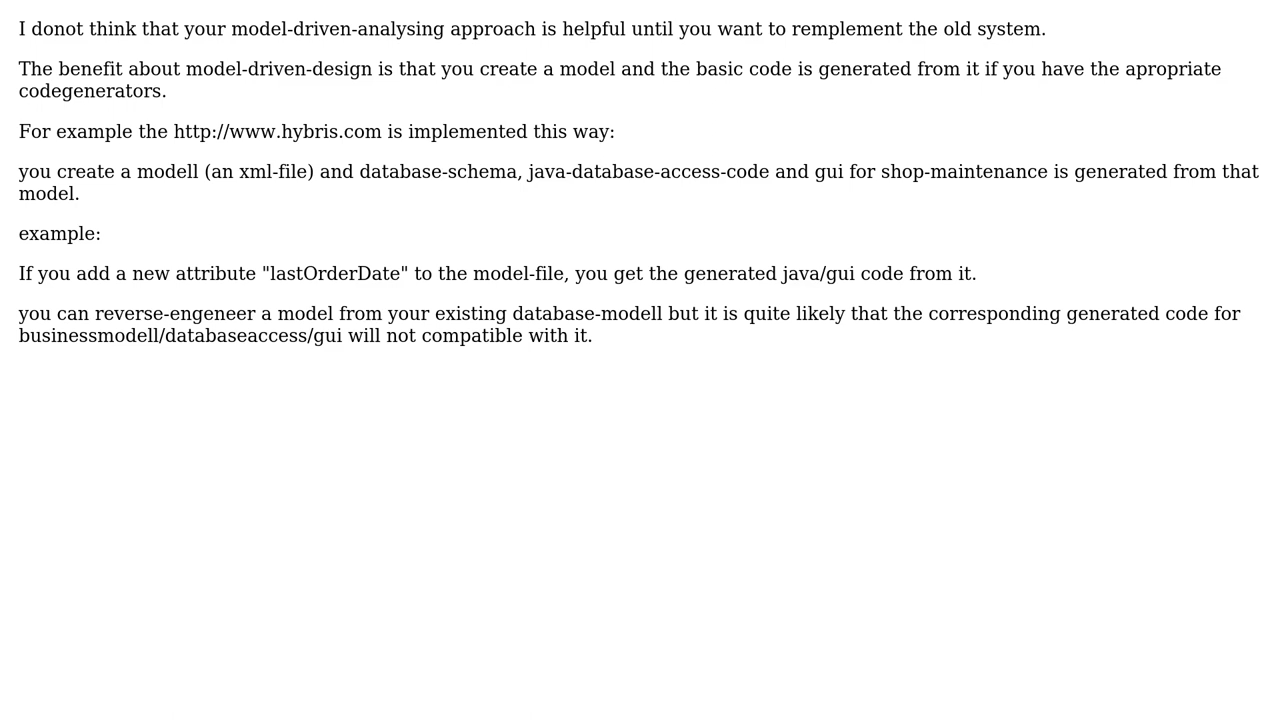 I donot think that your model-driven-analysing approach is helpful until you want to remplement the old system.
The benefit about model-driven-design is that you create a model and the basic code is generated from it if you have the apropriate
codegenerators.
For example the http://www.hybris.com is implemented this way:
you create a modell (an xml-file) and database-schema, java-database-access-code and gui for shop-maintenance is generated from that
model.
example:
If you add a new attribute "lastOrderDate" to the model-file, you get the generated java/gui code from it.
you can reverse-engeneer a model from your existing database-modell but it is quite likely that the corresponding generated code for
businessmodell/databaseaccess/gui will not compatible with it.